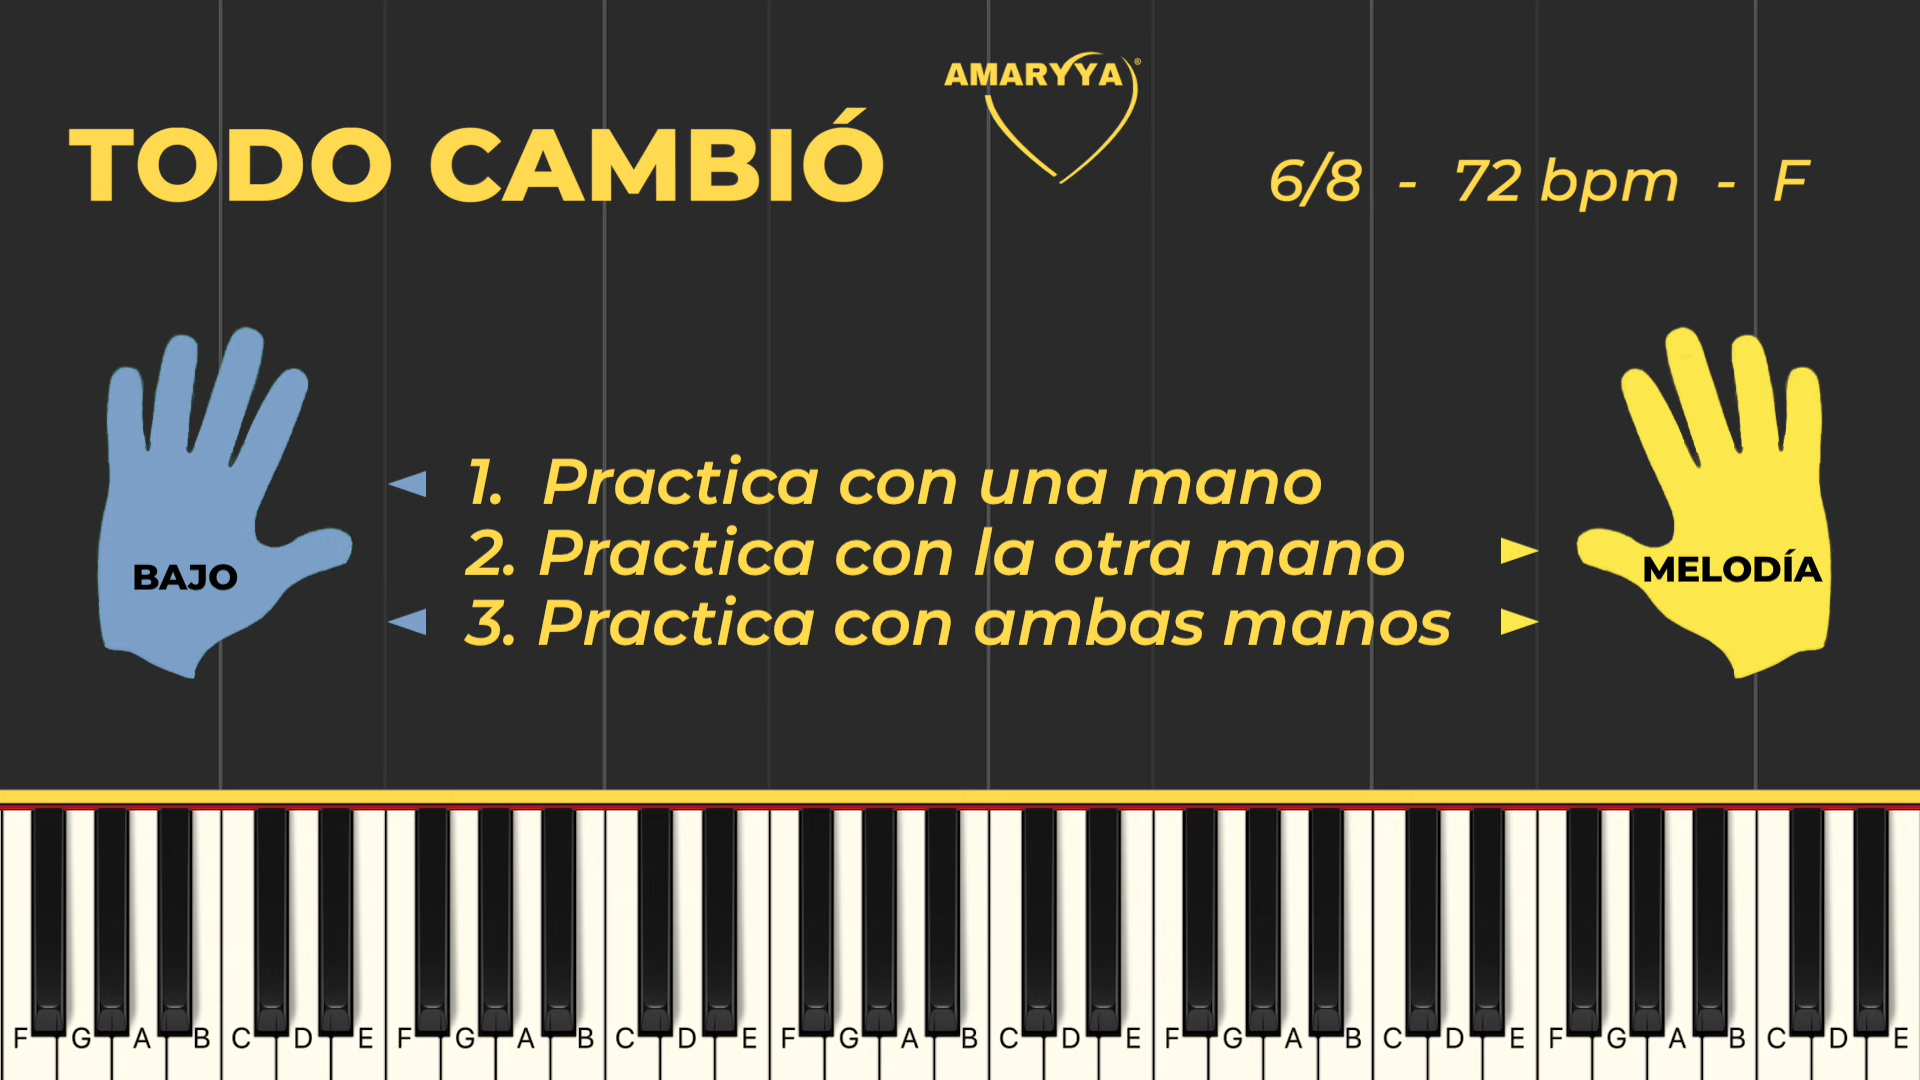 AMARYYA®
TODO CAMBIÓ
6/8 - 72 bpm - F
BAJO
1. Practica con una mano
2. Practica con la otra mano
3. Practica con ambas manos
MELODÍA
F G A B C D E F G A B C D E F G A B C D E F G A B C D E F G A B C D E